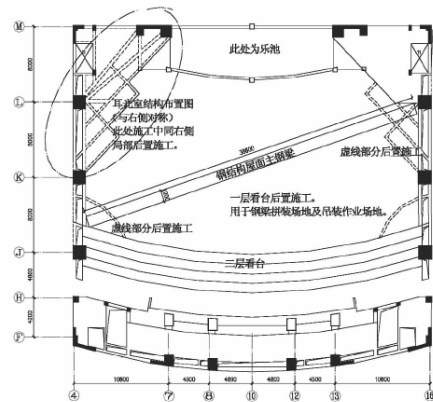 M
此处为乐池
L
耳光室结构布置图
(与右侧对称)
此处施工中同右侧
局部后置施工。
钢结构屋面主钢梁
虚线部分后置施工
K
一层看台后置施工。
用于钢梁拼装场地及吊装作业场地。
虚线部分后置施工
J
二层看台
4800
H
4200
F
10800 4800 4800 10800
4 7 8 10 12 13 16